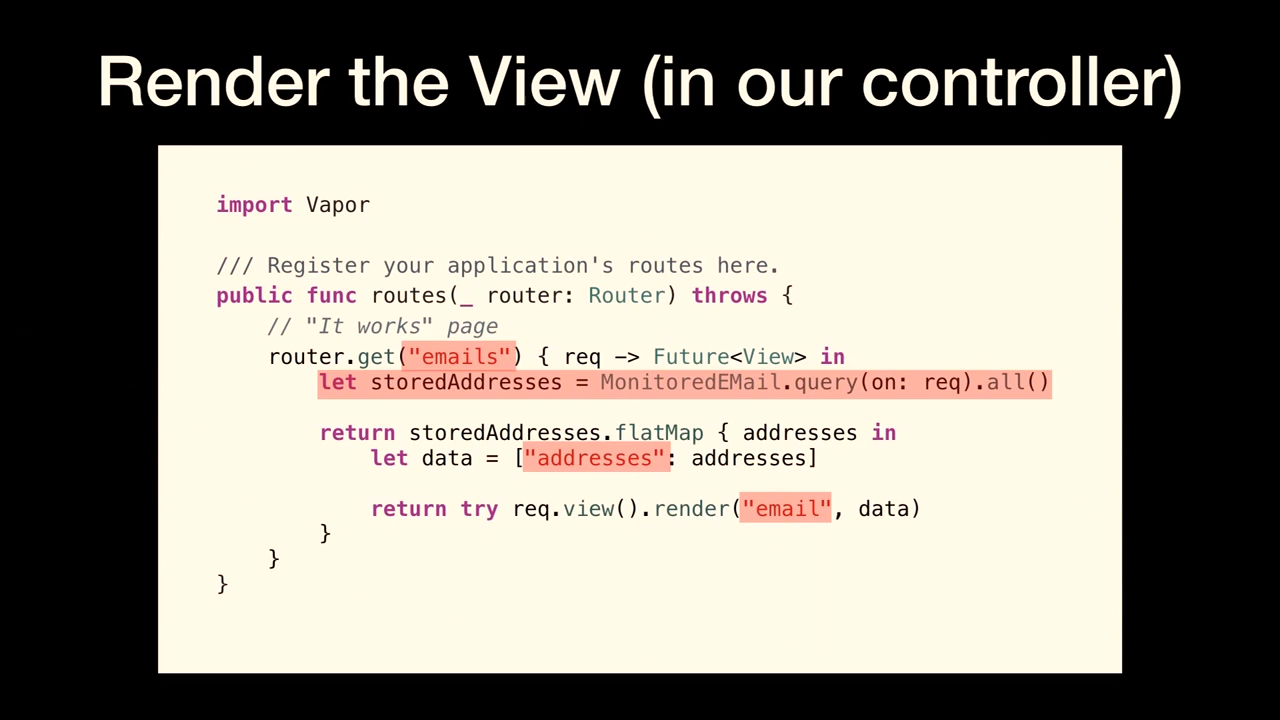 Render the View (in our controller)
import Vapor
/// Register your application's routes here.
public func routes(_ router: Router) throws {
// "It works" page
router.get("emails") { req -> Future<View> in
let storedAddresses = MonitoredEMail.query(on: req).all()
return storedAddresses.flatMap { addresses in
let data = ["addresses": addresses]
return try req.view().render("email", data)
}
}
}